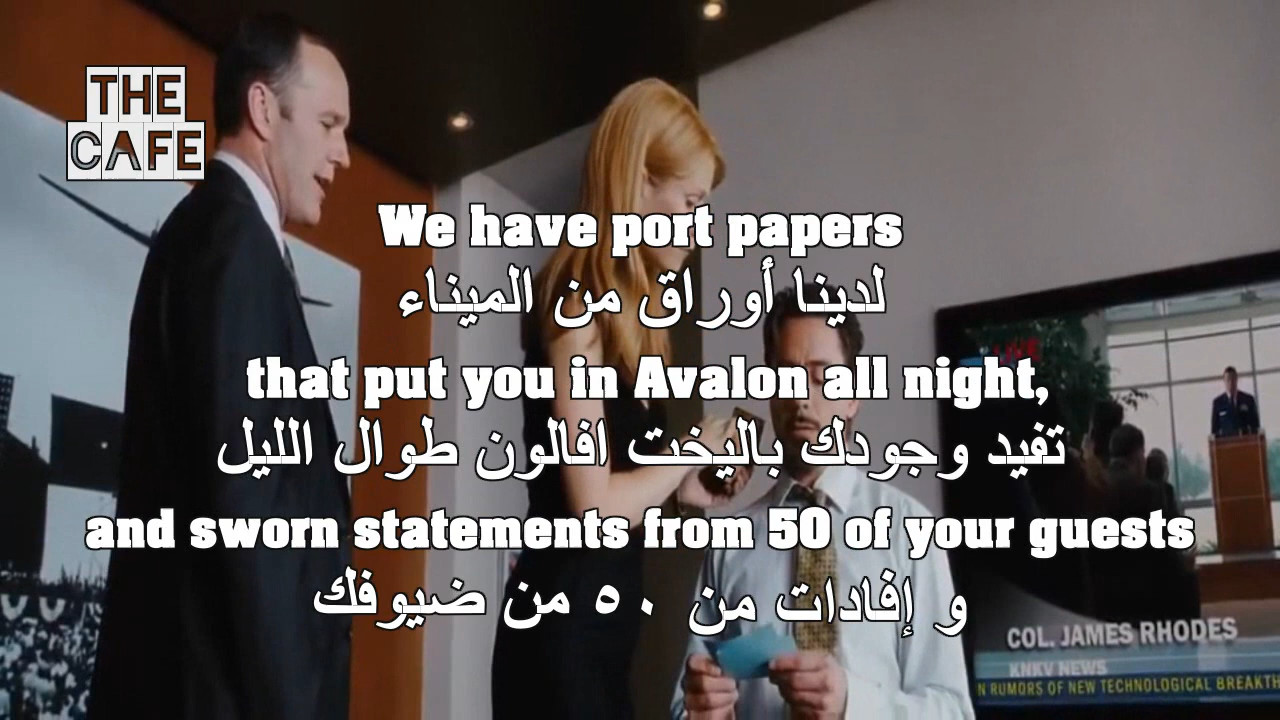 THE
CAFE
We have port papers
لدينا أوراق من الميناء
that put you in Avalon all night,
تفيد وجودك باليخت افالون طوال الليل
and sworn statements from 50 of your guests
و إفادات من ٥٠ من ضيوفك
LIVE
COL. JAMES RHODES
KNKV NEWS
N RUMORS OF NEW TECHNOLOGICAL BREAKTH